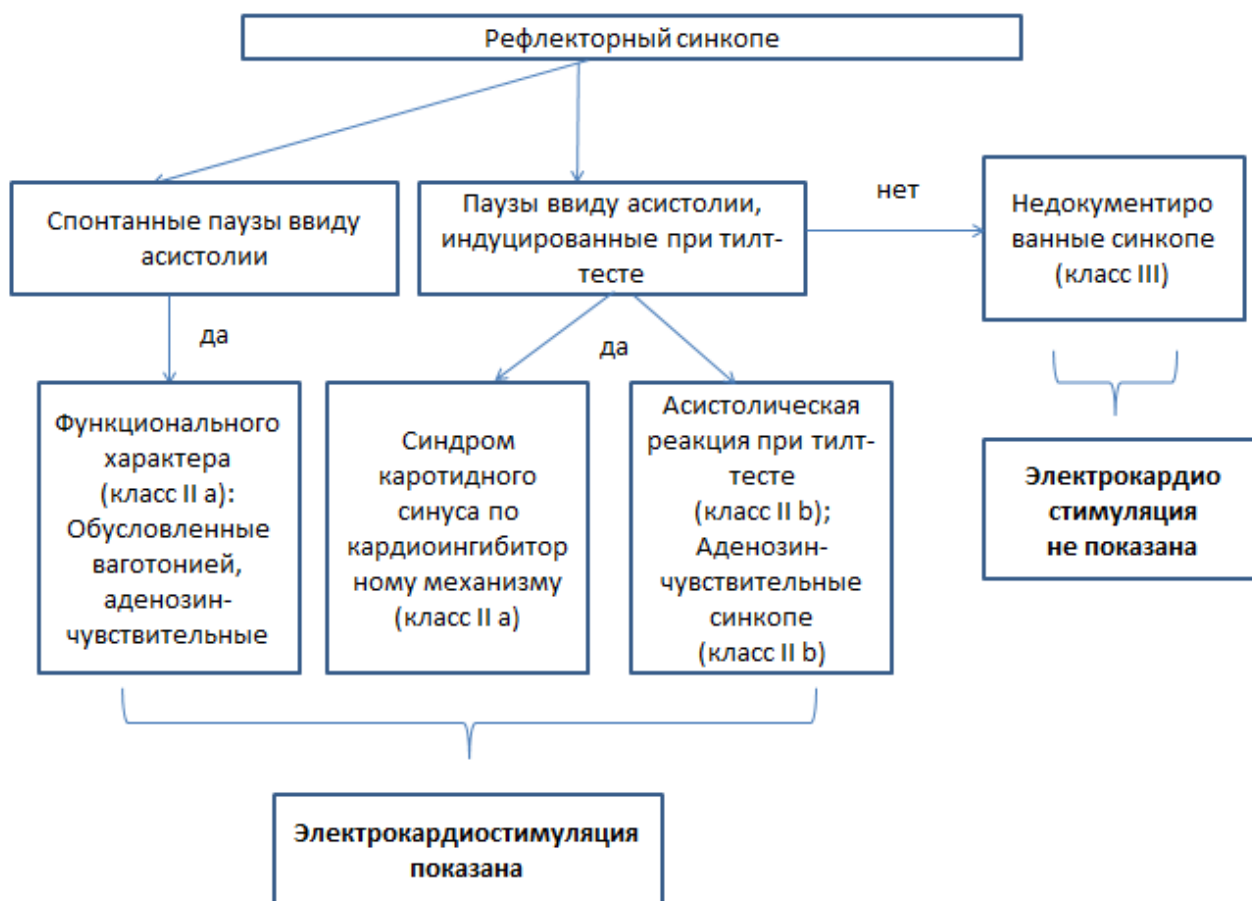 Рефлекторный синкопе
Спонтанные паузы ввиду
асистолии
Паузы ввиду асистолии,
индуцированные при тилт-
тесте
нет
Недокументиро
ванные синкопе
(класс III)
да
да
Функционального
характера
(класс II a):
Обусловленные
ваготонией,
аденозин-
чувствительные
Синдром
каротидного
синуса по
кардиоингибитор
ному механизму
(класс II a)
Асистолическая
реакция при тилт-
тесте
(класс II b);
Аденозин-
чувствительные
синкопе
(класс II b)
Электрокардио
стимуляция
не показана
Электрокардиостимуляция
показана